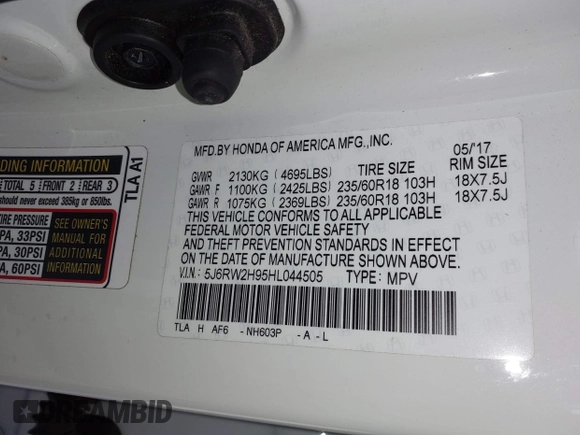 MFD.BY HONDA OF AMERICA MFG.,INC. 05/'17
GVWR 2130KG ( 4695LBS) TIRE SIZE RIM SIZE
GAWR F 1100KG ( 2425LBS) 235/60R18 103H 18X7.5J
GAWR R 1075KG ( 2369LBS) 235/60R18 103H 18X7.5J
THIS VEHICLE CONFORMS TO ALL APPLICABLE
FEDERAL MOTOR VEHICLE SAFETY
AND THEFT PREVENTION STANDARDS IN EFFECT
ON THE DATE OF MANUFACTURE SHOWN ABOVE.
V.I.N: 5J6RW2H95HL044505 TYPE: MPV
TLA H AF6 - NH603P - A - L
DING INFORMATION
TOTAL 5 FRONT 2 REAR 3
should never exceed 385kg or 850lbs.
TIRE PRESSURE
PA, 33PSI
PA, 30PSI
A, 60PSI
SEE OWNER'S
MANUAL FOR
ADDITIONAL
INFORMATION
TLA A1
DREAMBID